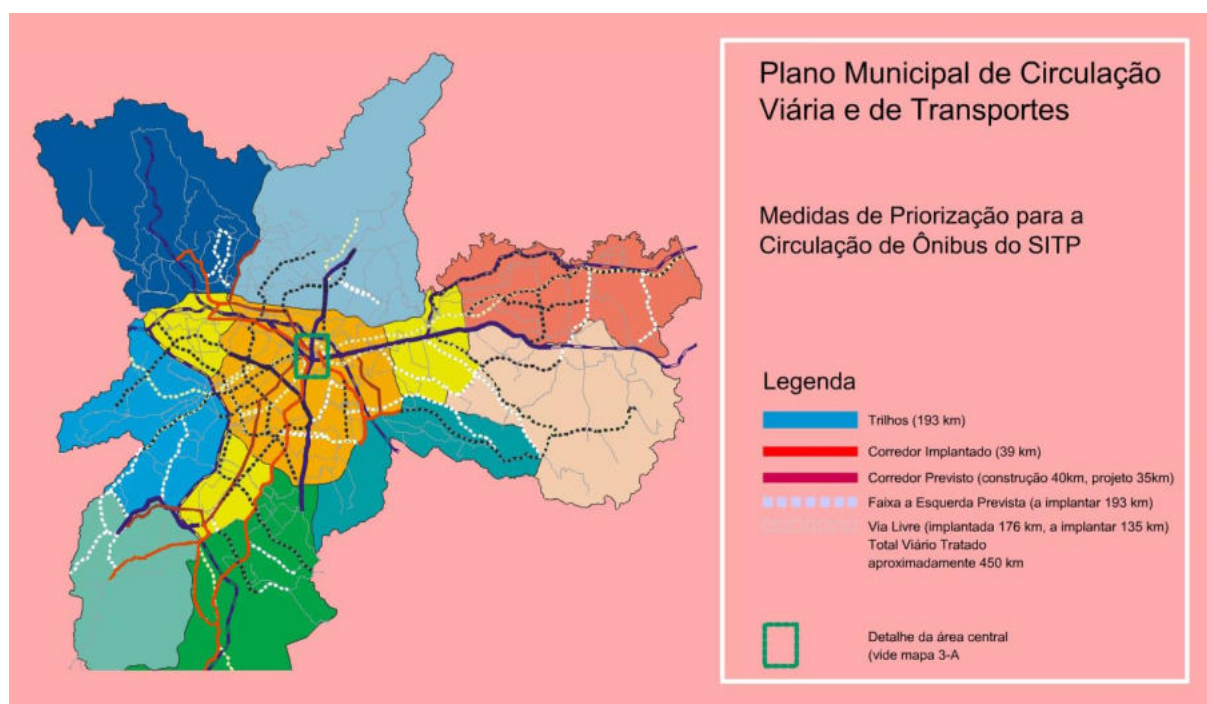 Plano Municipal de Circulação
Viária e de Transportes
Medidas de Priorização para a
Circulação de Ônibus do SITP
Legenda
Trilhos (193 km)
Corredor Implantado (39 km)
Corredor Previsto (construção 40km, projeto 35km)
Faixa a Esquerda Prevista (a implantar 193 km)
Via Livre (implantada 176 km, a implantar 135 km)
Total Viário Tratado
aproximadamente 450 km
Detalhe da área central
(vide mapa 3-A